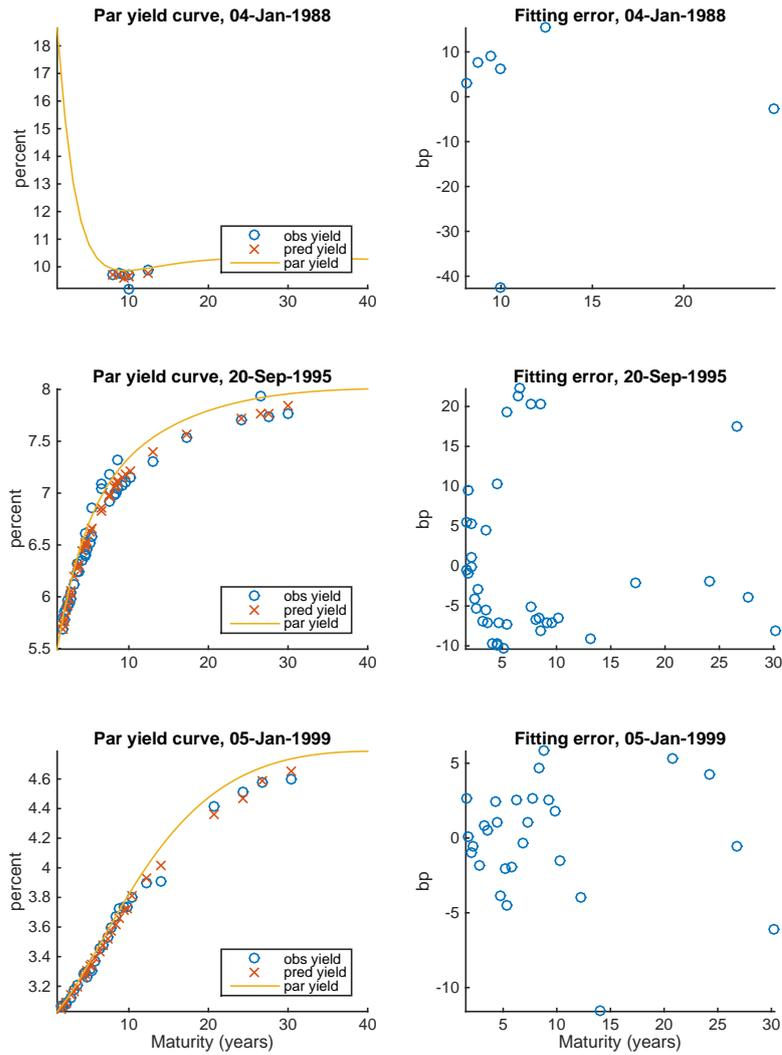 Par yield curve, 04-Jan-1988
percent
18
17
16
15
14
13
12
11
10
10 20 30 40
obs yield
pred yield
par yield
Fitting error, 04-Jan-1988
bp
10
0
-10
-20
-30
-40
10 15 20
Par yield curve, 20-Sep-1995
percent
8
7.5
7
6.5
6
5.5
10 20 30 40
obs yield
pred yield
par yield
Fitting error, 20-Sep-1995
bp
20
15
10
5
0
-5
-10
5 10 15 20 25 30
Par yield curve, 05-Jan-1999
percent
4.6
4.4
4.2
4
3.8
3.6
3.4
3.2
10 20 30 40
Maturity (years)
obs yield
pred yield
par yield
Fitting error, 05-Jan-1999
bp
5
0
-5
-10
5 10 15 20 25 30
Maturity (years)